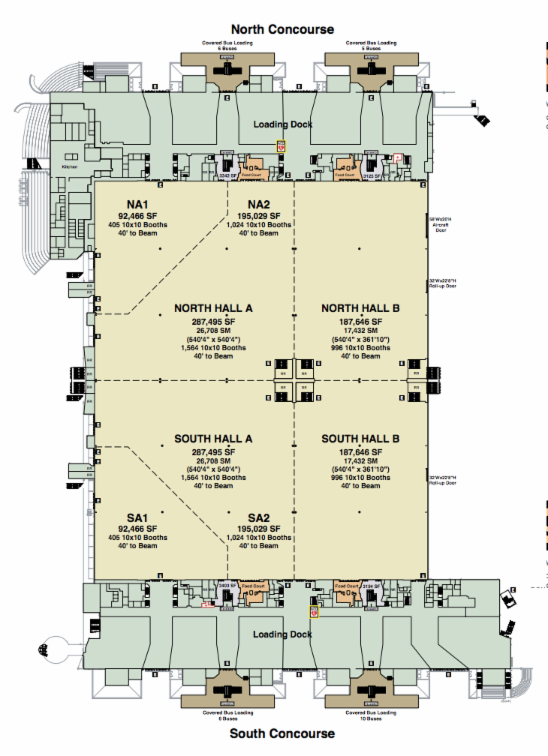 North Concourse
Covered Bus Loading
6 Buses
Covered Bus Loading
5 Buses
Loading Dock
Kitchen
3242 SF
Food Court
Food Court
3123 SF
NA1
92,466 SF
405 10x10 Booths
40' to Beam
NA2
195,029 SF
1,024 10x10 Booths
40' to Beam
Aircraft
Door
Roll-up Door
NORTH HALL A
287,495 SF
26,708 SM
(540'4" x 540'4")
1,564 10x10 Booths
40' to Beam
NORTH HALL B
187,646 SF
17,432 SM
(540'4" x 361'10")
996 10x10 Booths
40' to Beam
SOUTH HALL A
287,495 SF
26,708 SM
(540'4" x 540'4")
1,564 10x10 Booths
40' to Beam
SOUTH HALL B
187,646 SF
17,432 SM
(540'4" x 361'10")
996 10x10 Booths
40' to Beam
Roll-up Door
SA1
92,466 SF
405 10x10 Booths
40' to Beam
SA2
195,029 SF
1,024 10x10 Booths
40' to Beam
Food Court
Food Court
Loading Dock
Covered Bus Loading
6 Buses
Covered Bus Loading
10 Buses
South Concourse